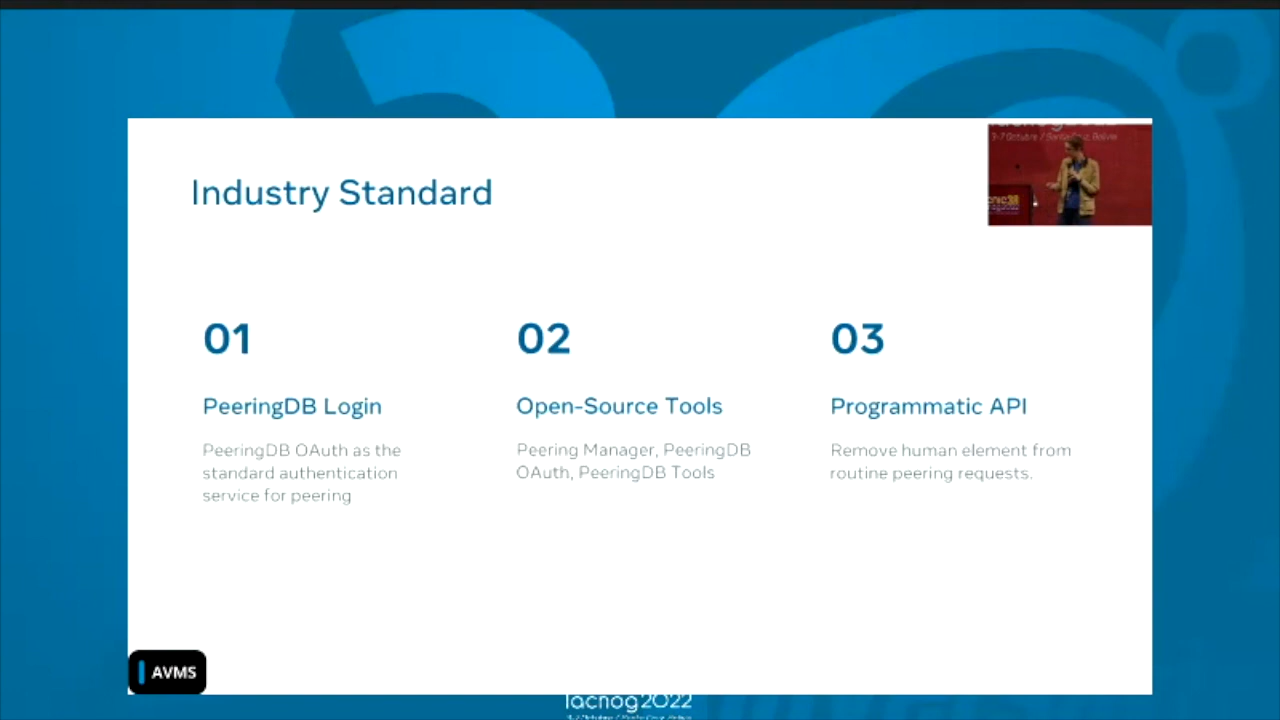 Industry Standard
01
PeeringDB Login
PeeringDB OAuth as the
standard authentication
service for peering
02
Open-Source Tools
Peering Manager, PeeringDB
OAuth, PeeringDB Tools
03
Programmatic API
Remove human element from
routine peering requests.
AVMS
lacnog2022